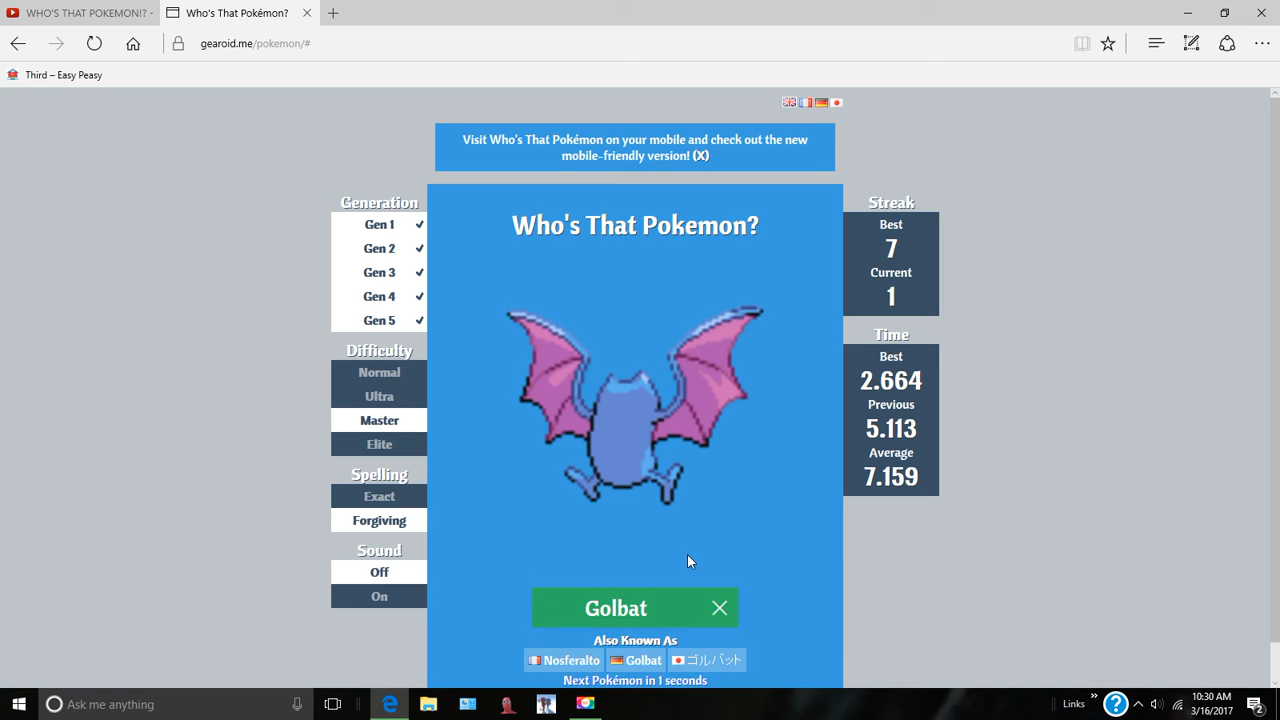 WHO'S THAT POKEMON!? -
Who's That Pokémon?
gearoid.me/pokemon/#
Third – Easy Peasy
Visit Who's That Pokémon on your mobile and check out the new
mobile-friendly version! (X)
Generation
Gen 1
Gen 2
Gen 3
Gen 4
Gen 5
Difficulty
Normal
Ultra
Master
Elite
Spelling
Exact
Forgiving
Sound
Off
On
Who's That Pokemon?
Golbat
Also Known As
Nosferalto
Golbat
ゴルバット
Next Pokémon in 1 seconds
Streak
Best
7
Current
1
Time
Best
2.664
Previous
5.113
Average
7.159
Ask me anything
Links
10:30 AM
3/16/2017